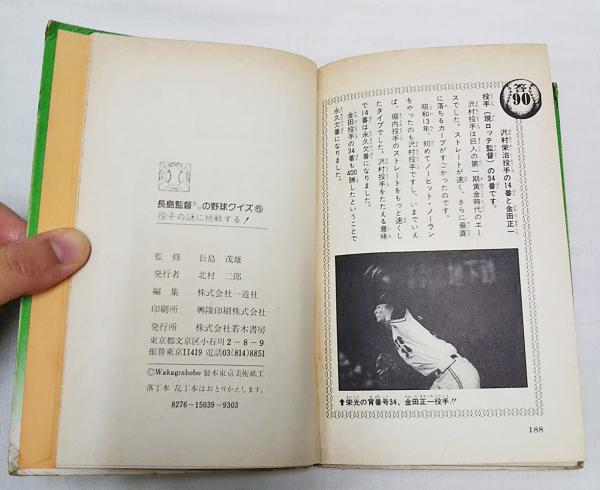 答
90
沢村栄治投手の14番と金田正一
投手(現ロッテ監督)の34番です。
沢村投手は巨人の第一期黄金時代のエー
スでした。ストレートが速く、さらに垂直
に落ちるカーブがすごかったのです。
昭和13年、初めてノーヒット・ノーラン
をやったのも沢村投手ですし、いまでいえ
ば、堀内投手のストレートをもっと速くし
たタイプでした。沢村投手をたたえる意味
で14番は永久欠番になりました。
金田投手の34番も400勝したということで
永久欠番になりました。
⬆栄光の背番号34、金田正一投手!!
188
長島監督の野球クイズ⑮
投手の謎に挑戦する!
監修 長島 茂雄
発行者 北村 二郎
編集 株式会社一道社
印刷所 興陵印刷株式会社
発行所 株式会社若木書房
東京都文京区小石川2-8-9
振替東京11419 電話03(814)8851
©Wakagishobo 製本東京美術紙工
落丁本 乱丁本はおとりかえします。
8276-15039-9303